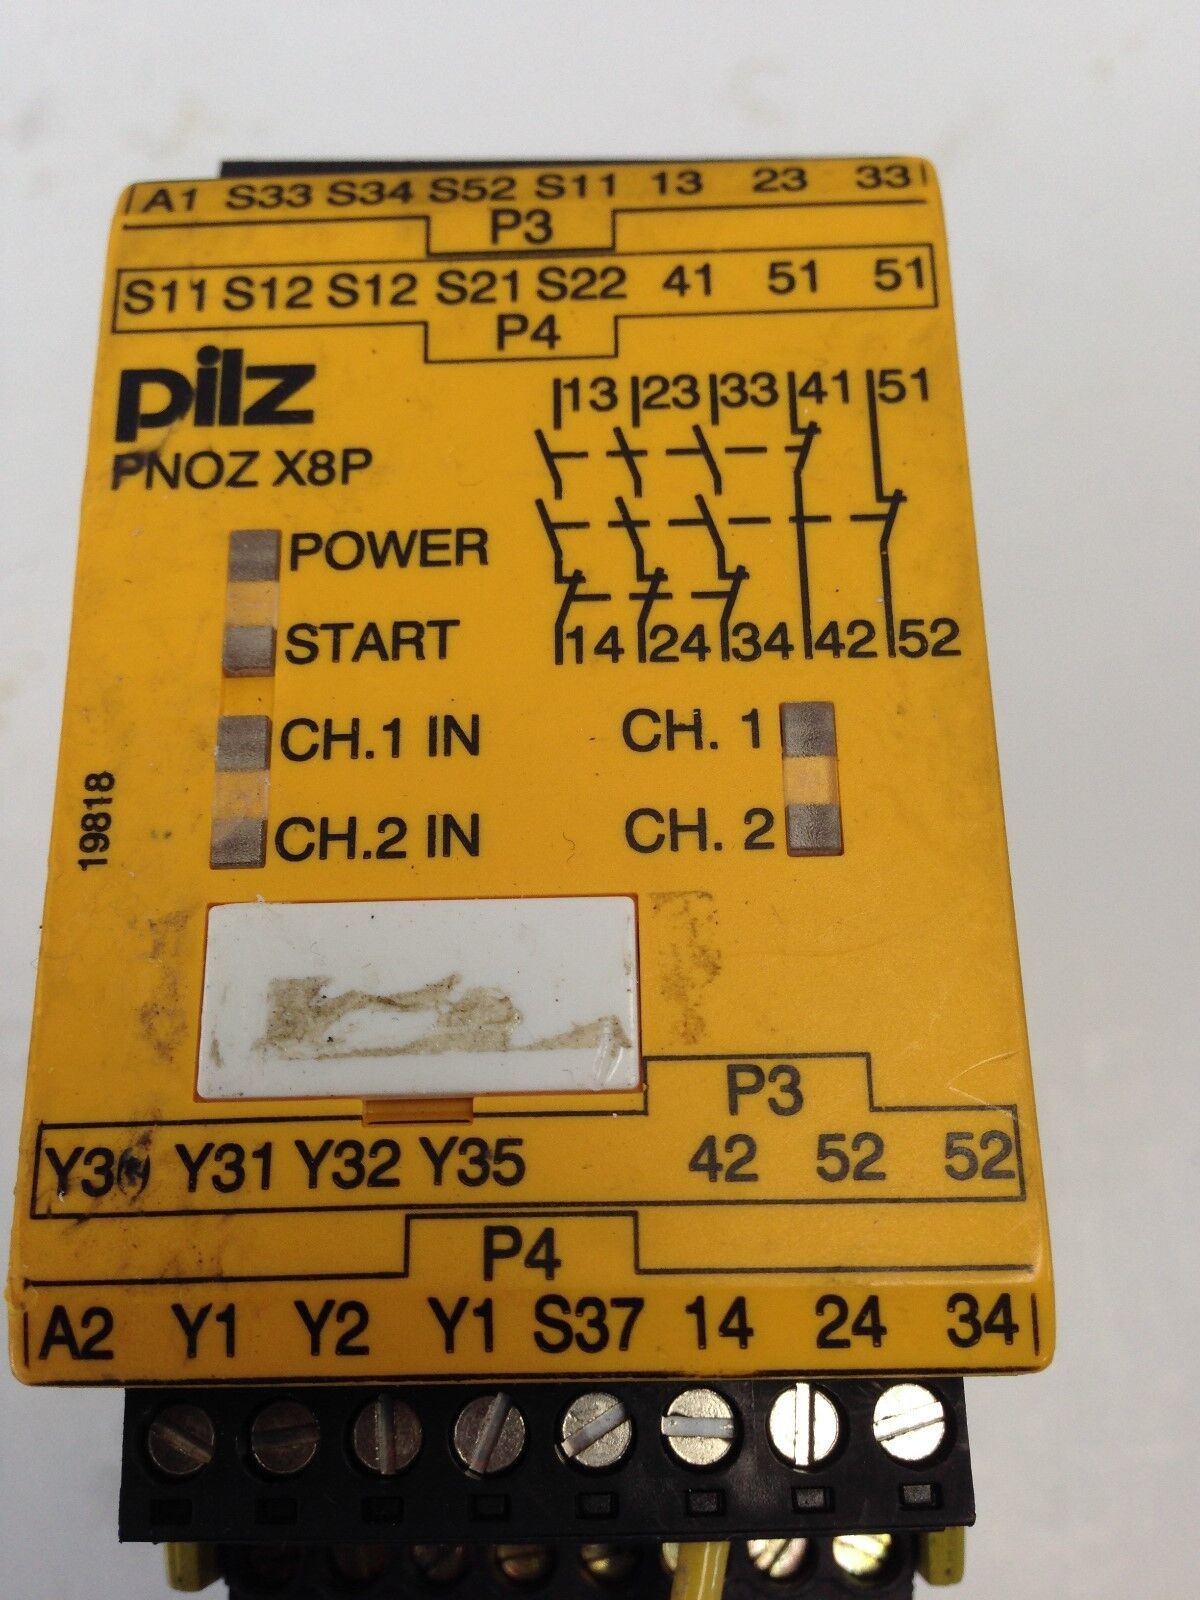 A1 S33 S34 S52 S11 13 23 33
P3
S11 S12 S12 S21 S22 41 51 51
P4
pilz
PNOZ X8P
13 23 33 41 51
POWER
START
14 24 34 42 52
CH.1 IN
CH. 1
CH.2 IN
CH. 2
19818
P3
Y30 Y31 Y32 Y35 42 52 52
P4
A2 Y1 Y2 Y1 S37 14 24 34